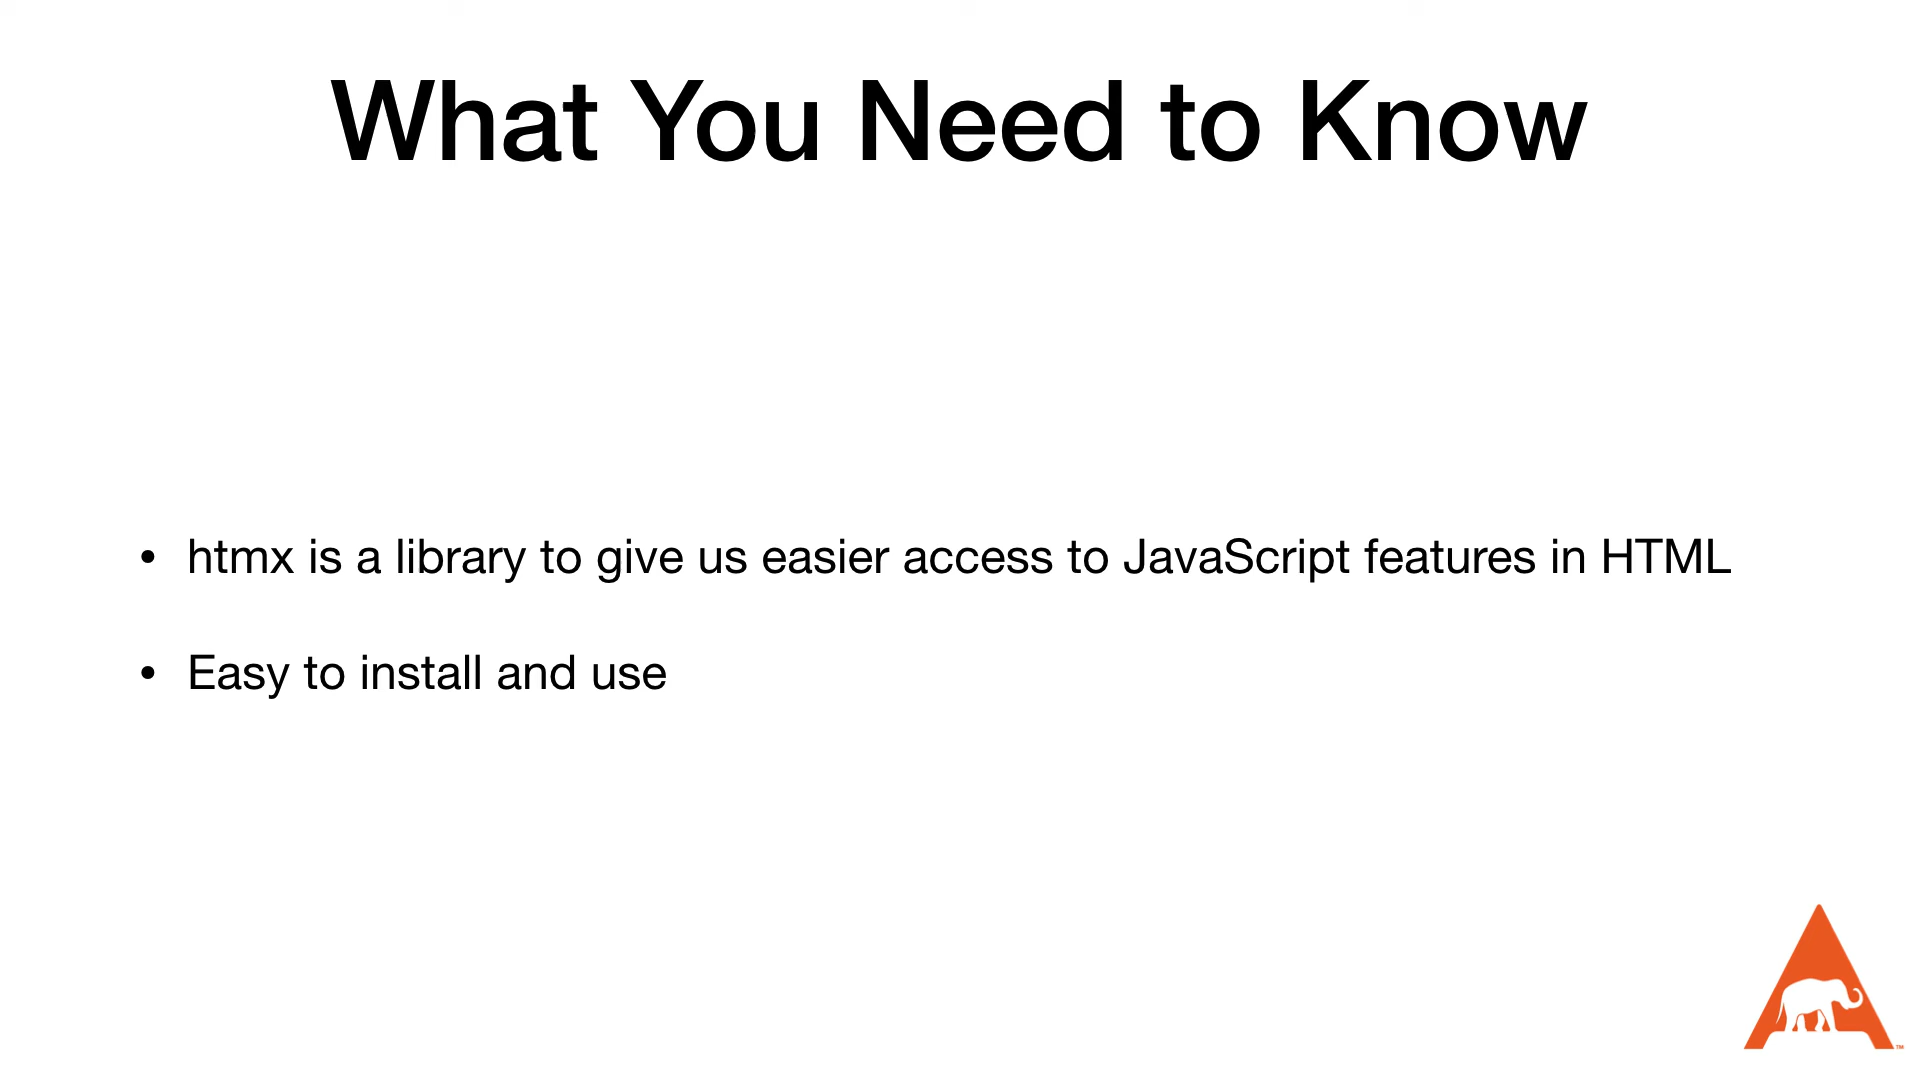 What You Need to Know
• htmx is a library to give us easier access to JavaScript features in HTML
• Easy to install and use
TM